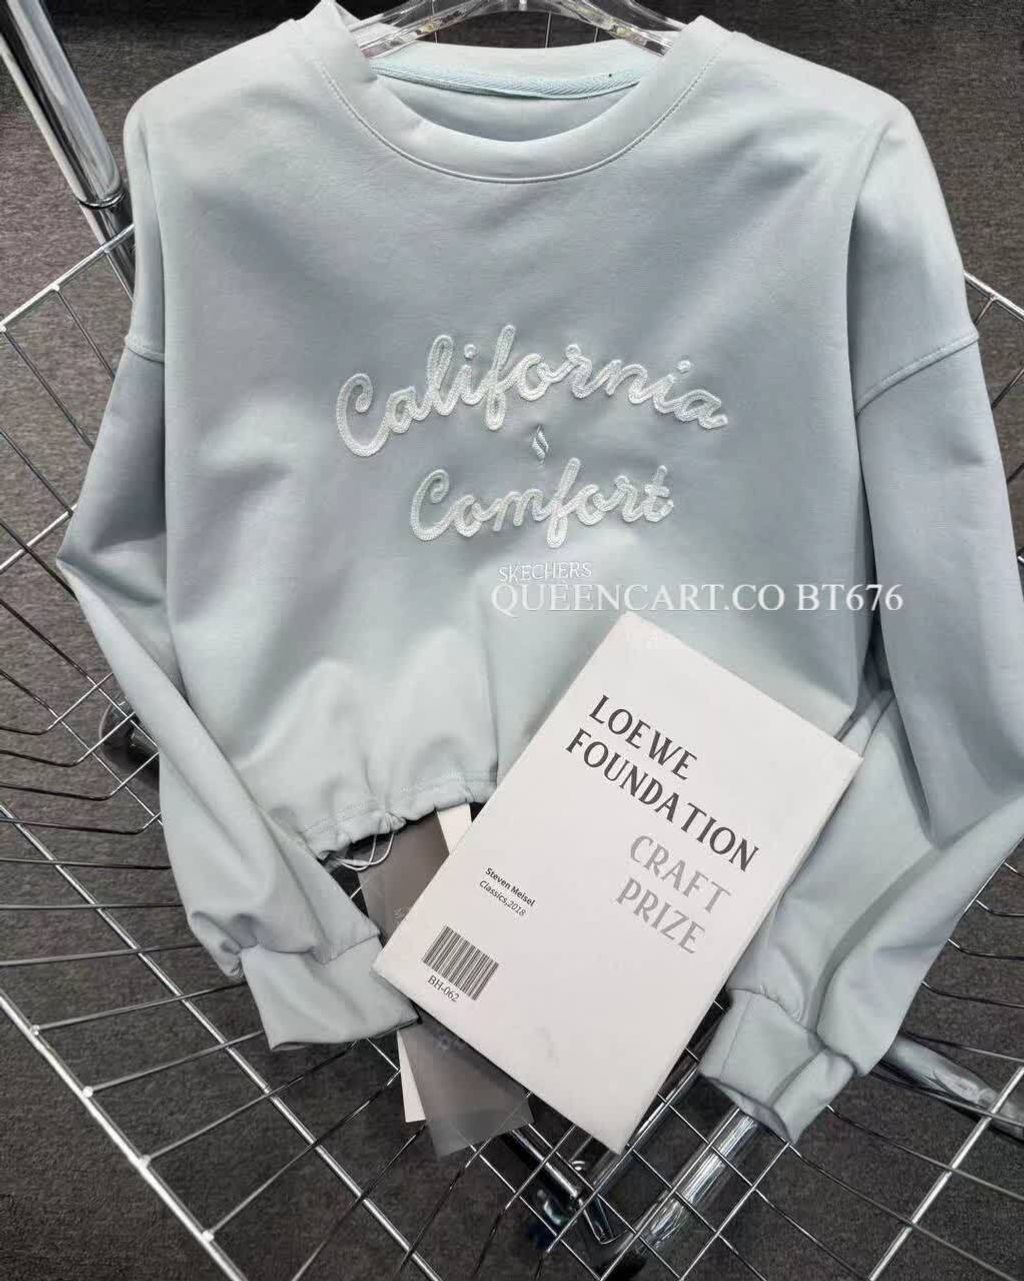 California
Comfort
SKECHERS
QUEENCART.CO BT676
LOEWE
FOUNDATION
CRAFT
PRIZE
Steven Meisel
Classics,2018
BH-062